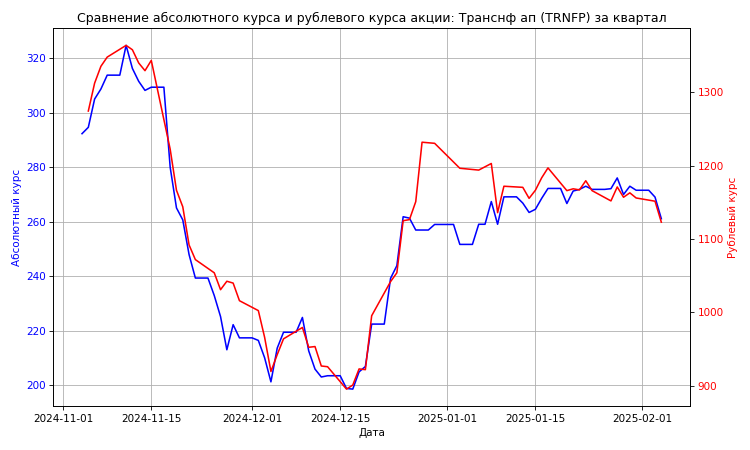 Сравнение абсолютного курса и рублевого курса акции: Транснф ап (TRNFP) за квартал
320
300
280
260
240
220
200
Абсолютный курс
1300
1200
1100
1000
900
Рублевый курс
2024-11-01 2024-11-15 2024-12-01 2024-12-15 2025-01-01 2025-01-15 2025-02-01
Дата